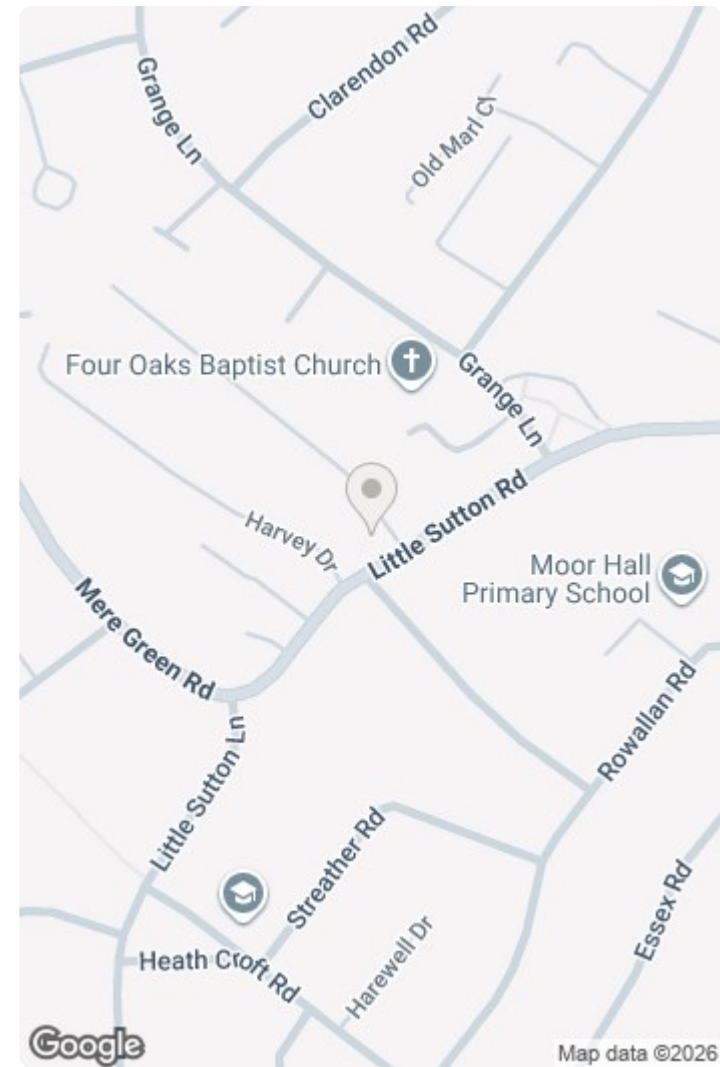 Clarendon Rd
Grange Ln
Old Marl Cl
Four Oaks Baptist Church
Grange Ln
Little Sutton Rd
Harvey Dr
Moor Hall
Primary School
Mere Green Rd
Rowallan Rd
Little Sutton Ln
Streather Rd
Essex Rd
Heath Croft Rd
Harewell Dr
Google
Map data ©2026